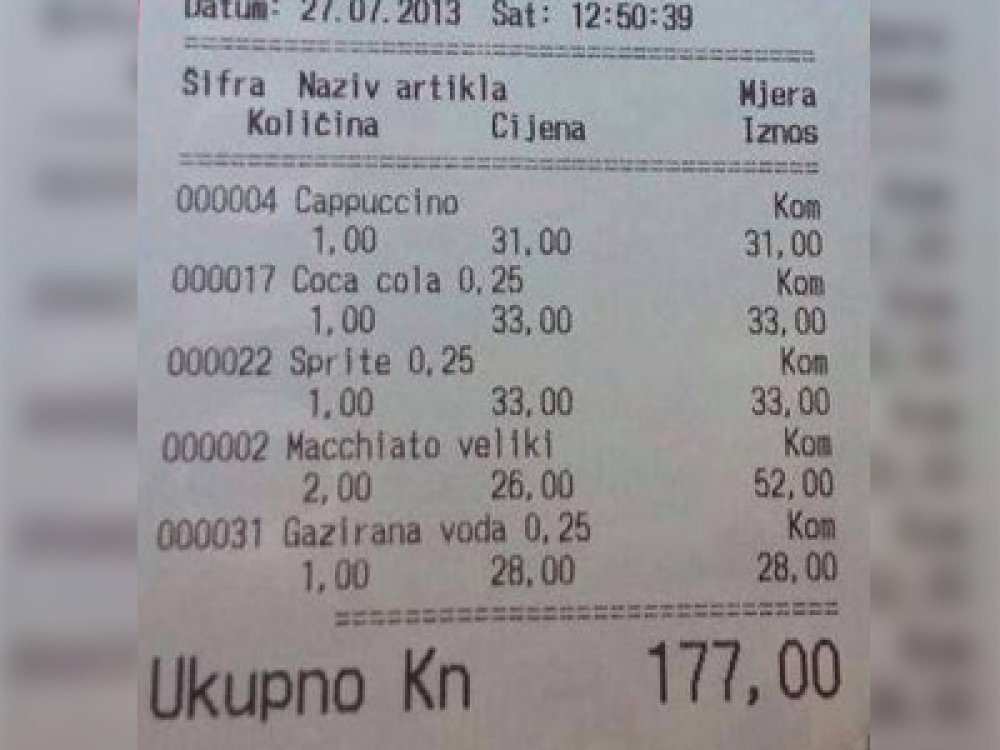 Datum: 27.07.2013 Sat: 12:50:39
Šifra Naziv artikla Mjera
Količina Cijena Iznos
000004 Cappuccino Kom
1,00 31,00 31,00
000017 Coca cola 0,25 Kom
1,00 33,00 33,00
000022 Sprite 0,25 Kom
1,00 33,00 33,00
000002 Macchiato veliki Kom
2,00 26,00 52,00
000031 Gazirana voda 0,25 Kom
1,00 28,00 28,00
Ukupno Kn 177,00